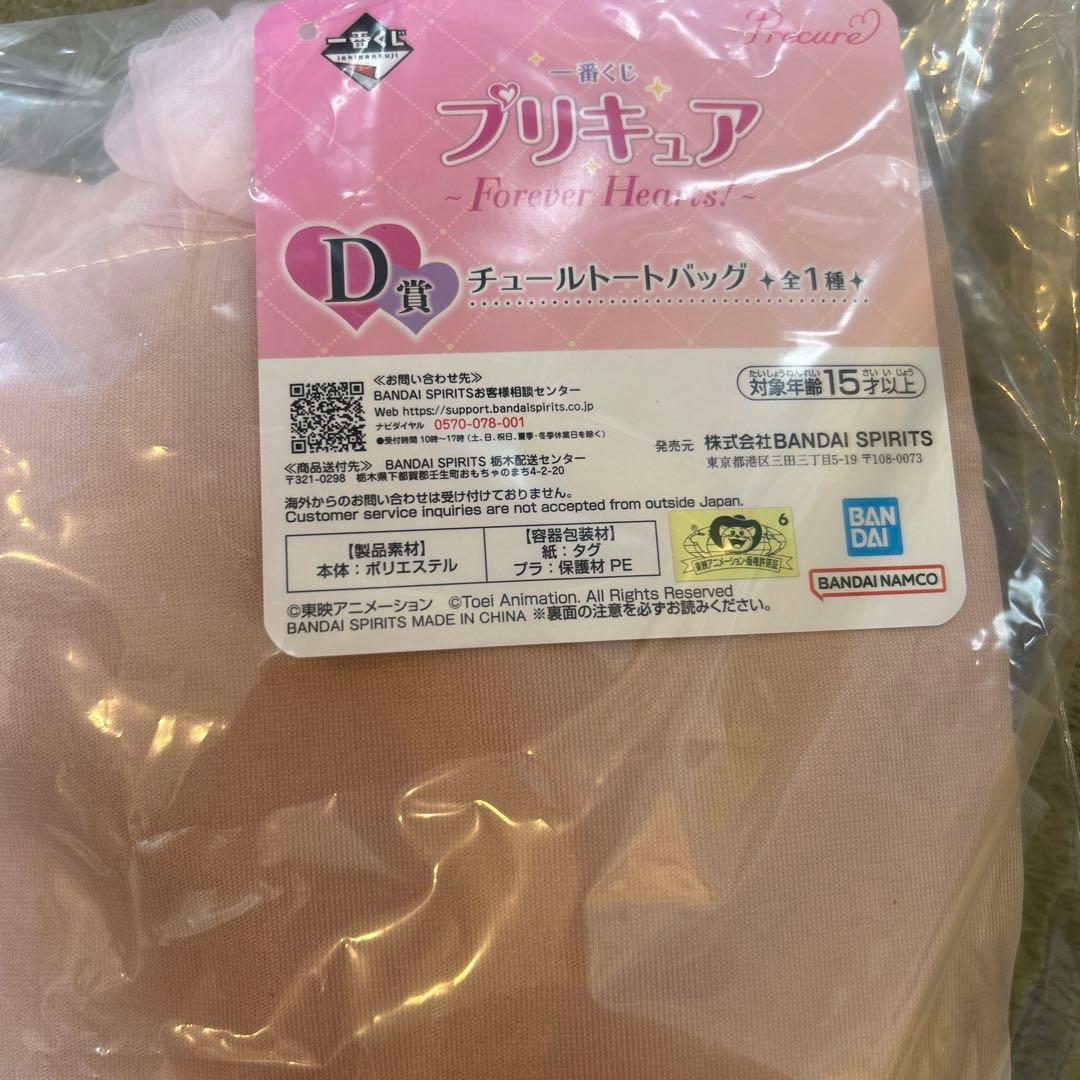 一番くじ
ichibankuji
Precure
一番くじ
プリキュア
~Forever Hearts!~
D賞 チュールトートバッグ 全1種
≪お問い合わせ先≫
BANDAI SPIRITSお客様相談センター
Web https://support.bandaispirits.co.jp
ナビダイヤル 0570-078-001
●受付時間 10時〜17時(土、日、祝日、夏季・冬季休業日を除く)
たいしょうねんれい さい いじょう
対象年齢15才以上
発売元 株式会社BANDAI SPIRITS
東京都港区三田三丁目5-19 〒108-0073
≪商品送付先≫ BANDAI SPIRITS 栃木配送センター
〒321-0298 栃木県下都賀郡壬生町おもちゃのまち4-2-20
海外からのお問い合わせは受け付けておりません。
Customer service inquiries are not accepted from outside Japan.
【製品素材】
本体:ポリエステル
【容器包装材】
紙:タグ
プラ:保護材 PE
6
東映アニメーション・版権許諾証
BAN
DAI
BANDAI NAMCO
©東映アニメーション ©Toei Animation. All Rights Reserved
BANDAI SPIRITS MADE IN CHINA ※裏面の注意を必ずお読みください。